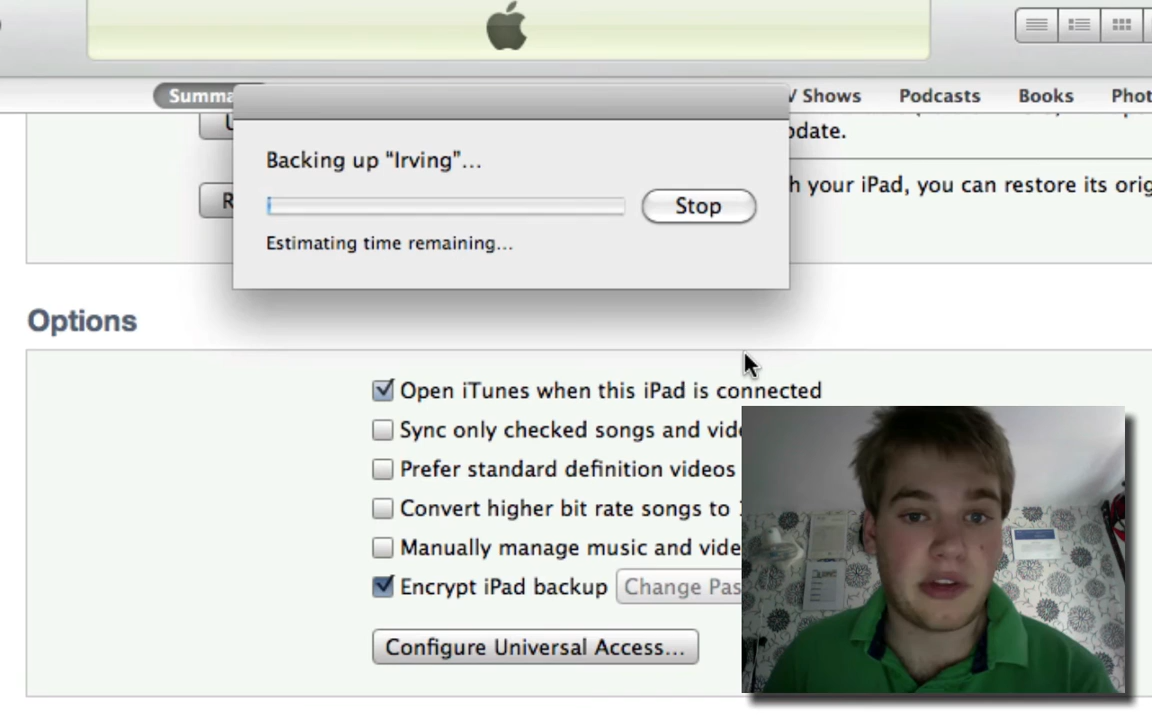 Summa
V Shows
Podcasts
Books
Phot
U
pdate.
R
h your iPad, you can restore its orig
Backing up “Irving”...
Stop
Estimating time remaining...
Options
Open iTunes when this iPad is connected
Sync only checked songs and vide
Prefer standard definition videos
Convert higher bit rate songs to
Manually manage music and vide
Encrypt iPad backup
Change Pas
Configure Universal Access...